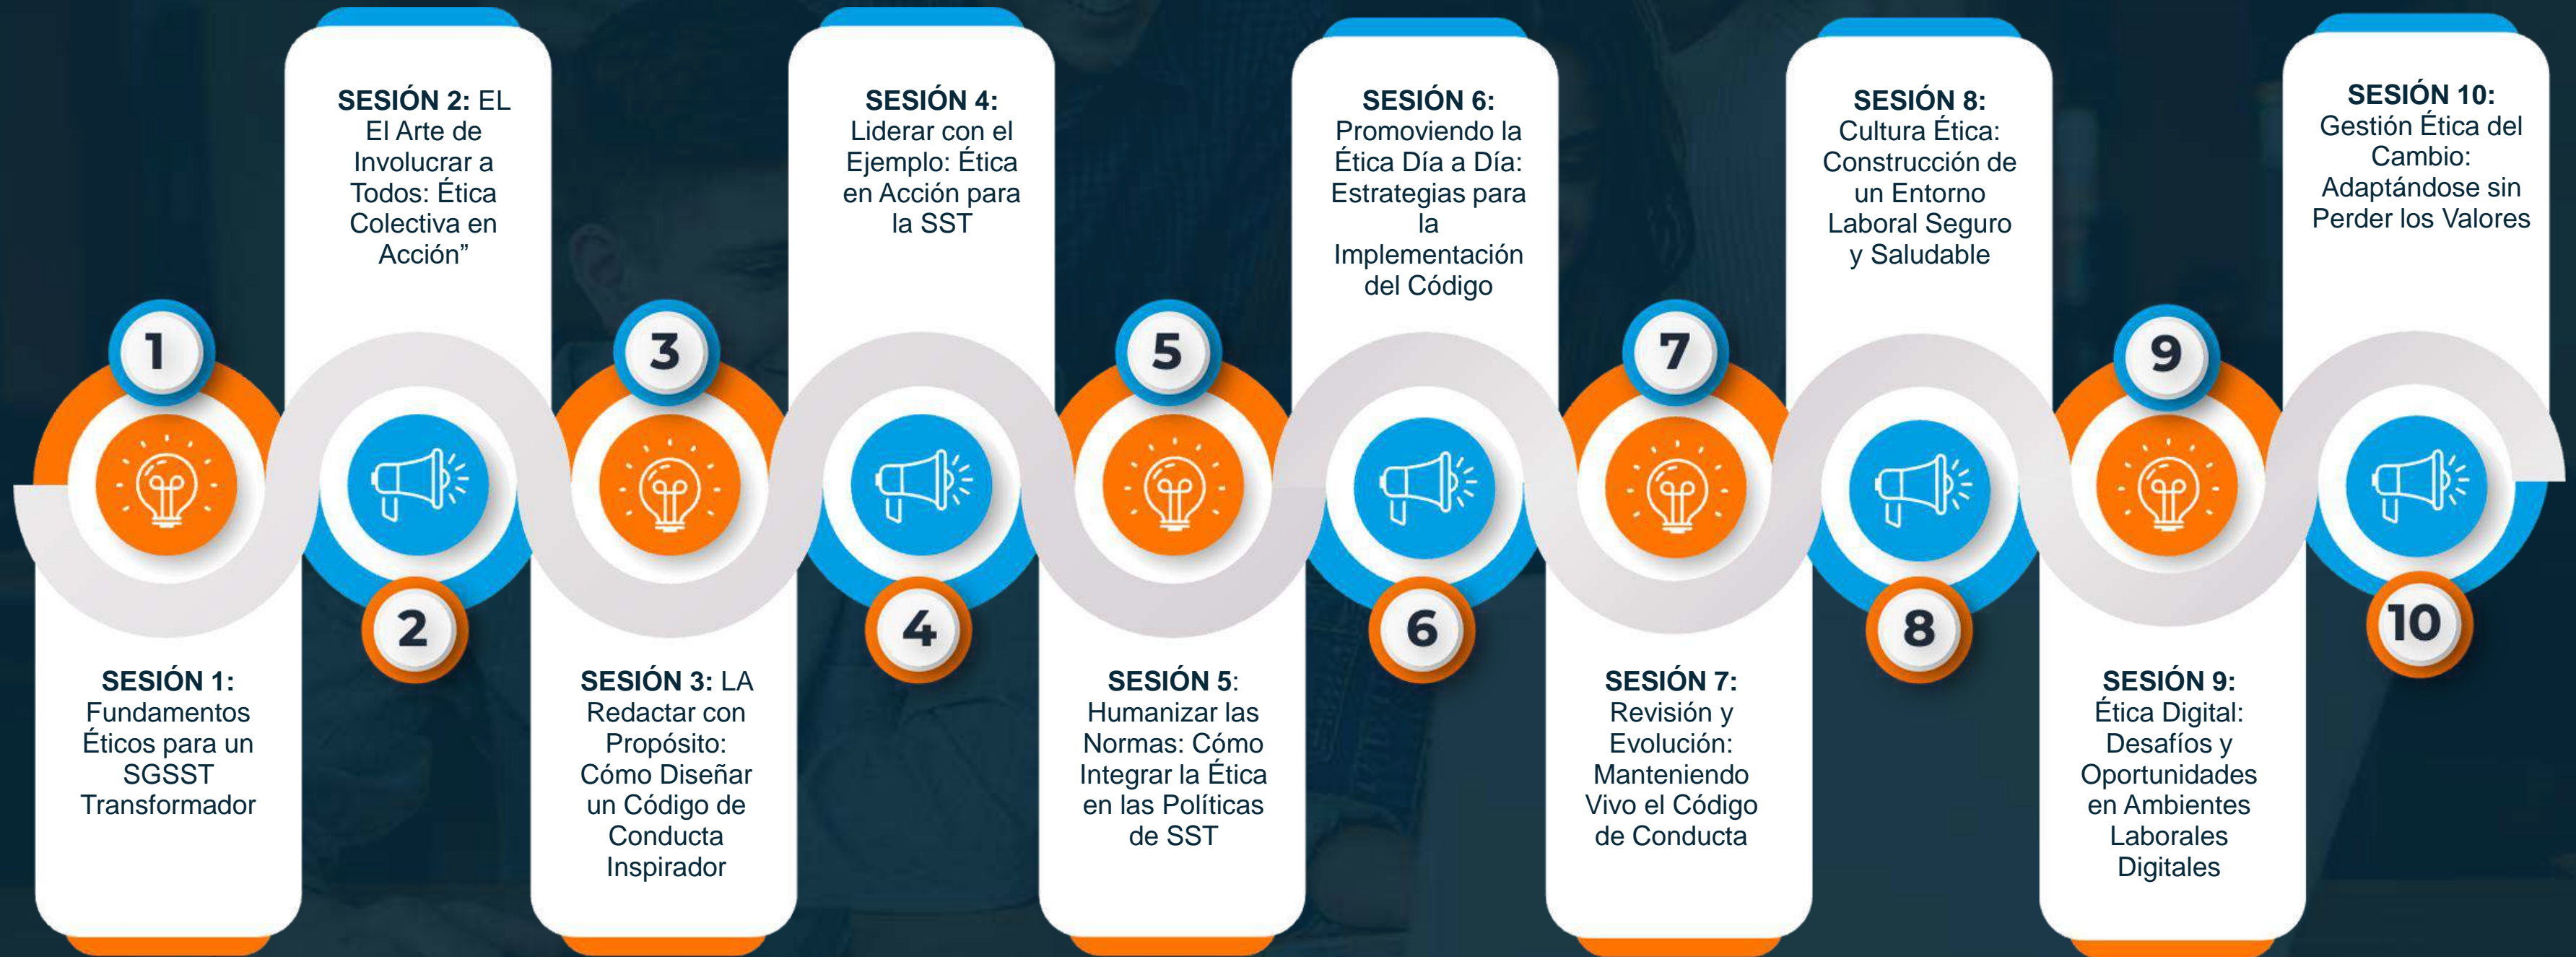 1
SESIÓN 1:
Fundamentos
Éticos para un
SGSST
Transformador
SESIÓN 2: EL
El Arte de
Involucrar a
Todos: Ética
Colectiva en
Acción”
2
3
SESIÓN 3: LA
Redactar con
Propósito:
Cómo Diseñar
un Código de
Conducta
Inspirador
SESIÓN 4:
Liderar con el
Ejemplo: Ética
en Acción para
la SST
4
5
SESIÓN 5:
Humanizar las
Normas: Cómo
Integrar la Ética
en las Políticas
de SST
SESIÓN 6:
Promoviendo la
Ética Día a Día:
Estrategias para
la
Implementación
del Código
6
7
SESIÓN 7:
Revisión y
Evolución:
Manteniendo
Vivo el Código
de Conducta
SESIÓN 8:
Cultura Ética:
Construcción de
un Entorno
Laboral Seguro
y Saludable
8
9
SESIÓN 9:
Ética Digital:
Desafíos y
Oportunidades
en Ambientes
Laborales
Digitales
SESIÓN 10:
Gestión Ética del
Cambio:
Adaptándose sin
Perder los Valores
10